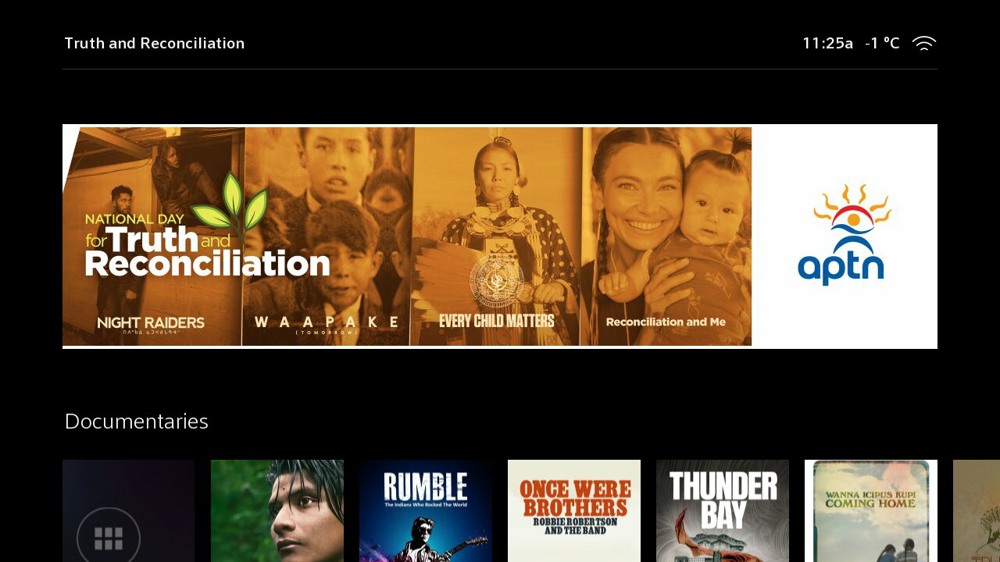 Truth and Reconciliation
11:25a -1 °C
NATIONAL DAY
for Truth and
Reconciliation
NIGHT RAIDERS
WAAPAKE
(TOMORROW)
EVERY CHILD MATTERS
Reconciliation and Me
aptn
Documentaries
RUMBLE
The Indians Who Rocked The World
ONCE WERE
BROTHERS
ROBBIE ROBERTSON
AND THE BAND
THUNDER
BAY
WANNA ICIPUS KUPI
COMING HOME